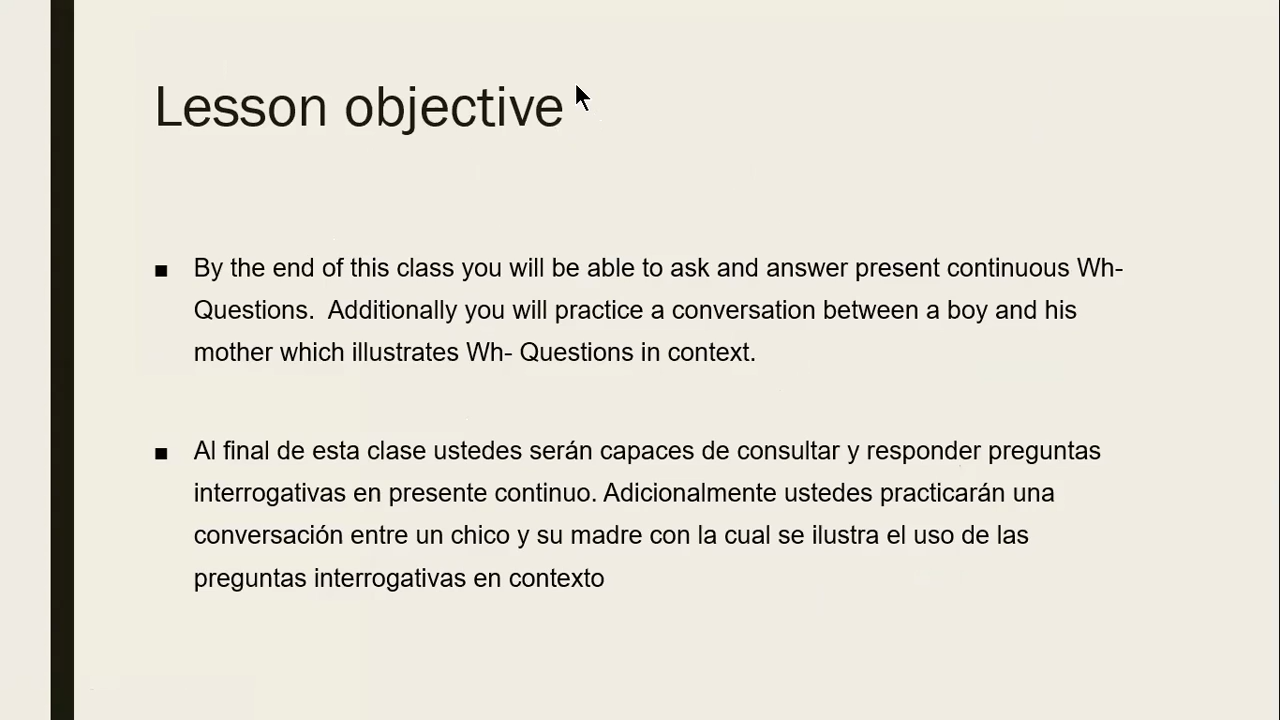 Lesson objective
■ By the end of this class you will be able to ask and answer present continuous Wh-
Questions.  Additionally you will practice a conversation between a boy and his
mother which illustrates Wh- Questions in context.
■ Al final de esta clase ustedes serán capaces de consultar y responder preguntas
interrogativas en presente continuo. Adicionalmente ustedes practicarán una
conversación entre un chico y su madre con la cual se ilustra el uso de las
preguntas interrogativas en contexto